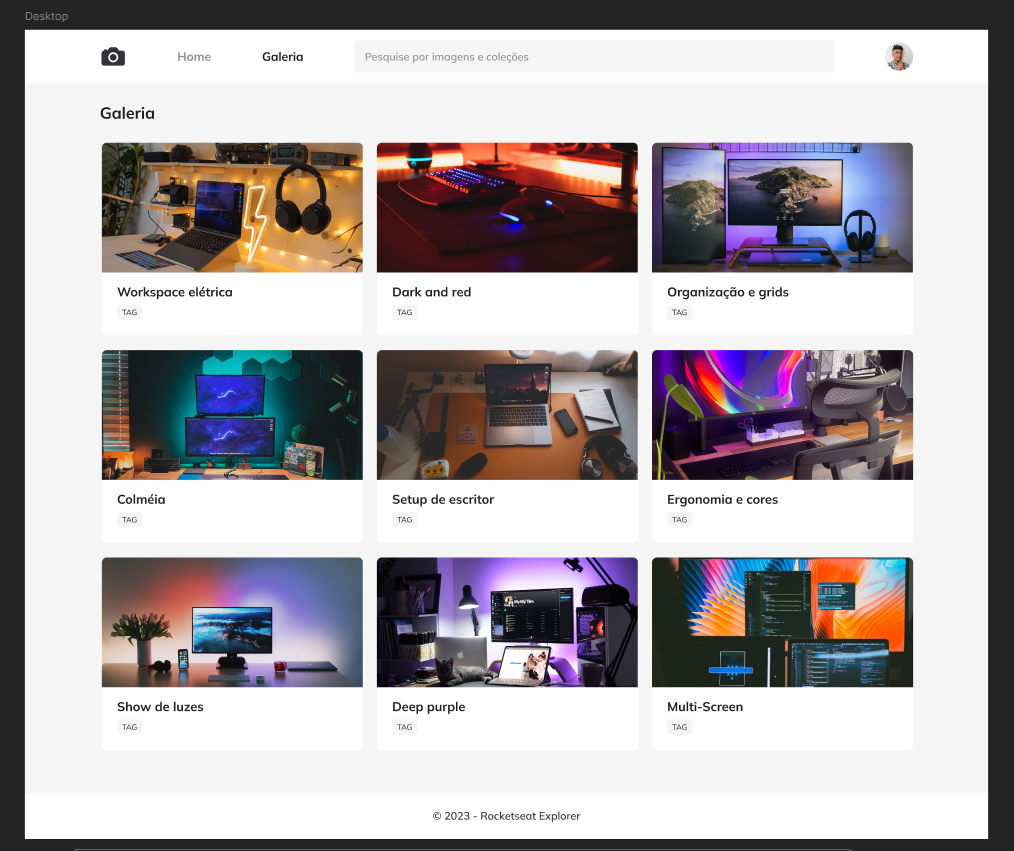 Desktop
Home
Galeria
Pesquise por imagens e coleções
Galeria
Workspace elétrica
TAG
Dark and red
TAG
Organização e grids
TAG
Colméia
TAG
Setup de escritor
TAG
Ergonomia e cores
TAG
Show de luzes
TAG
Deep purple
TAG
Multi-Screen
TAG
© 2023 - Rocketseat Explorer